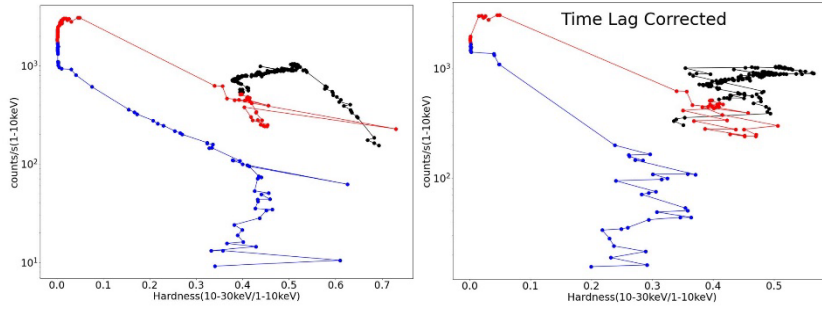 Time Lag Corrected
counts/s(1-10keV)
10³
10²
10¹
0.0 0.1 0.2 0.3 0.4 0.5 0.6 0.7
Hardness(10-30keV/1-10keV)
counts/s(1-10keV)
10³
10²
0.0 0.1 0.2 0.3 0.4 0.5
Hardness(10-30keV/1-10keV)